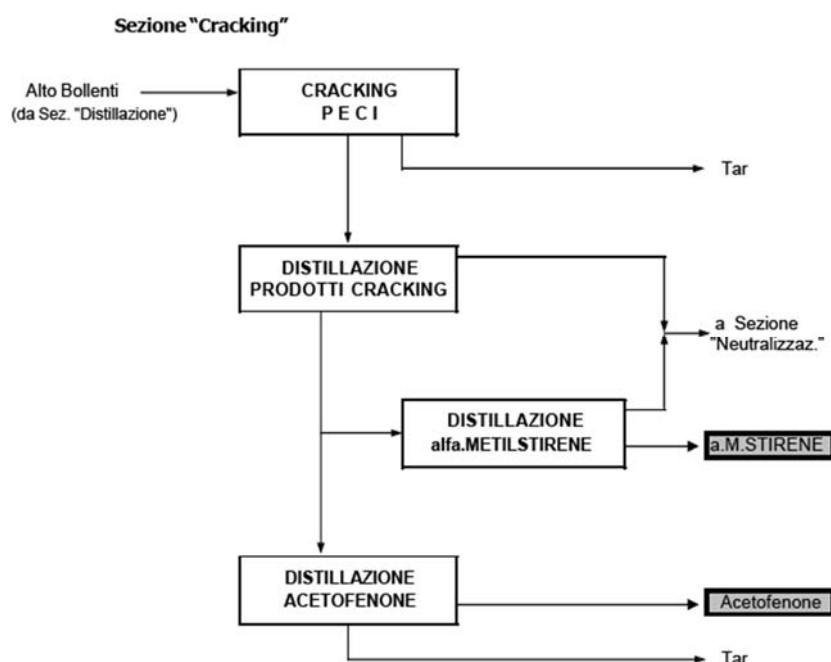 Sezione "Cracking"
Alto Bollenti
(da Sez. "Distillazione")
CRACKING
P E C I
Tar
DISTILLAZIONE
PRODOTTI CRACKING
a Sezione
"Neutralizzaz."
DISTILLAZIONE
alfa.METILSTIRENE
a.M.STIRENE
DISTILLAZIONE
ACETOFENONE
Acetofenone
Tar